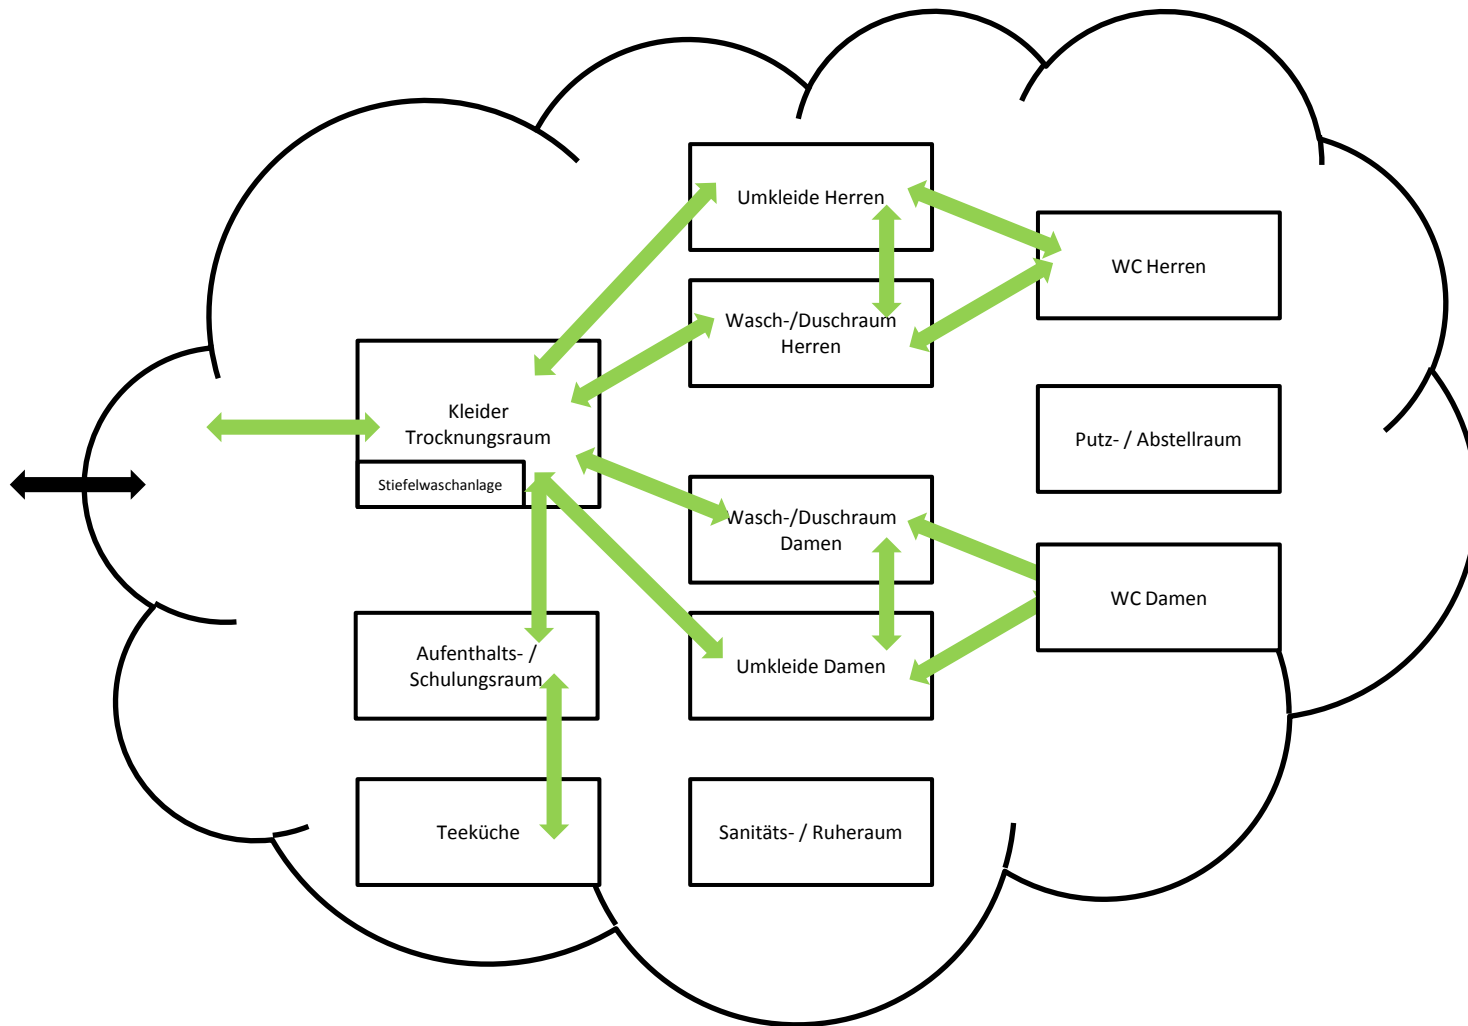 Umkleide Herren
WC Herren
Wasch-/Duschraum
Herren
Kleider
Trocknungsraum
Putz- / Abstellraum
Stiefelwaschanlage
Wasch-/Duschraum
Damen
WC Damen
Aufenthalts- /
Schulungsraum
Umkleide Damen
Teeküche
Sanitäts- / Ruheraum